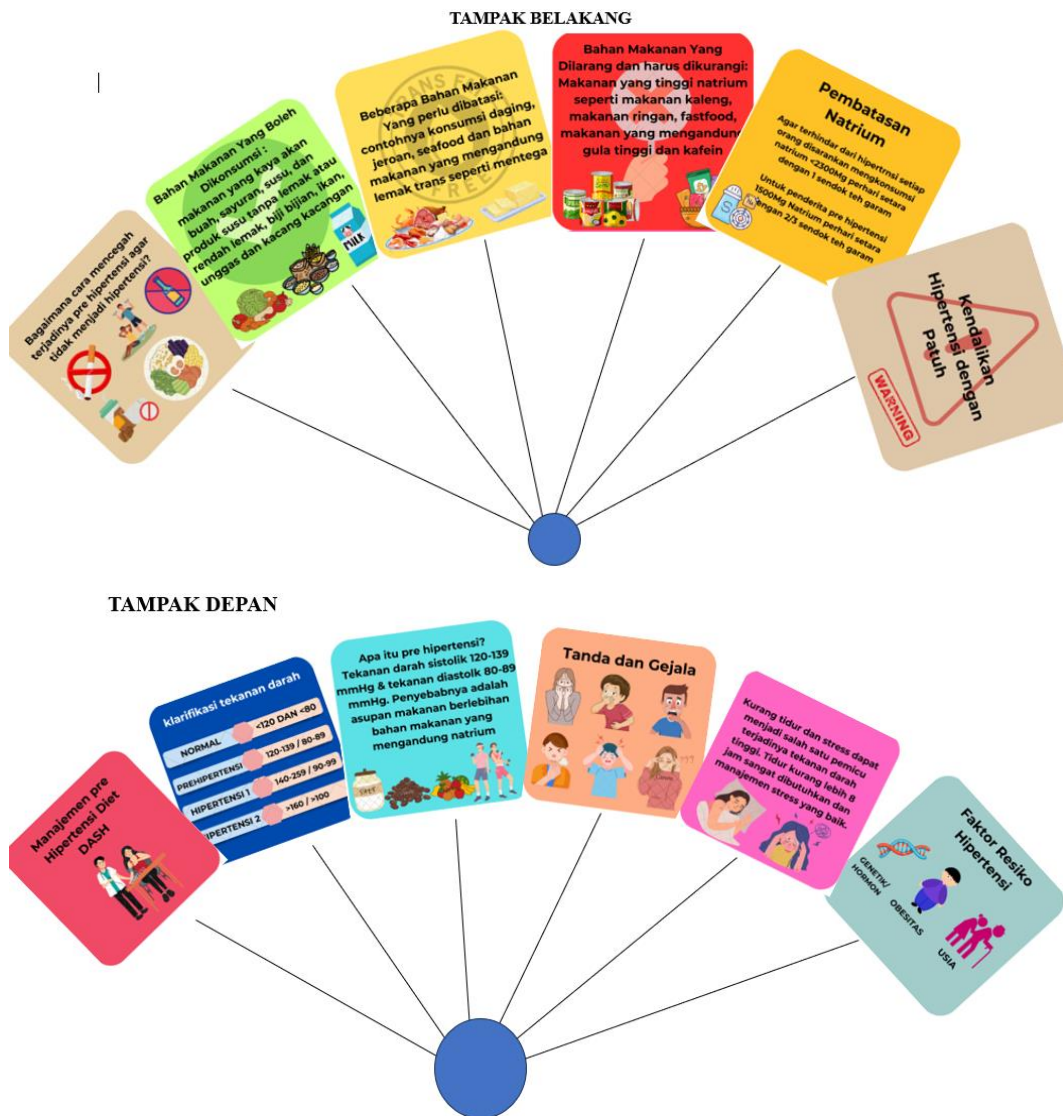 TAMPAK BELAKANG
Bagaimana cara mencegah
terjadinya pre hipertensi agar
tidak menjadi hipertensi?
Bahan Makanan Yang Boleh
Dikonsumsi :
makanan yang kaya akan
buah, sayuran, susu, dan
produk susu tanpa lemak atau
rendah lemak, biji bijian, ikan,
unggas dan kacang kacangan
MILK
Beberapa Bahan Makanan
Yang perlu dibatasi:
contohnya konsumsi daging,
jeroan, seafood dan bahan
makanan yang mengandung
lemak trans seperti mentega
TRANS FAT
FREE
Bahan Makanan Yang
Dilarang dan harus dikurangi:
Makanan yang tinggi natrium
seperti makanan kaleng,
makanan ringan, fastfood,
makanan yang mengandung
gula tinggi dan kafein
Pembatasan
Natrium
Agar terhindar dari hipertrnsi setiap
orang disarankan mengkonsumsi
natrium <2300Mg perhari setara
dengan 1 sendok teh garam
Untuk penderita pre hipertensi
1500Mg Natrium perhari setara
dengan 2/3 sendok teh garam
S
Kendalikan
Hipertensi dengan
Patuh
WARNING
TAMPAK DEPAN
Manajemen pre
Hipertensi Diet
DASH
klarifikasi tekanan darah
NORMAL <120 DAN <80
PREHIPERTENSI 120-139 / 80-89
HIPERTENSI 1 140-259 / 90-99
HIPERTENSI 2 >160 / >100
Apa itu pre hipertensi?
Tekanan darah sistolik 120-139
mmHg & tekanan diastolk 80-89
mmHg. Penyebabnya adalah
asupan makanan berlebihan
bahan makanan yang
mengandung natrium
Tanda dan Gejala
???
Kurang tidur dan stress dapat
menjadi salah satu pemicu
terjadinya tekanan darah
tinggi. Tidur kurang lebih 8
jam sangat dibutuhkan dan
manajemen stress yang baik.
Faktor Resiko
Hipertensi
GENETIK/
HORMON
OBESITAS
USIA